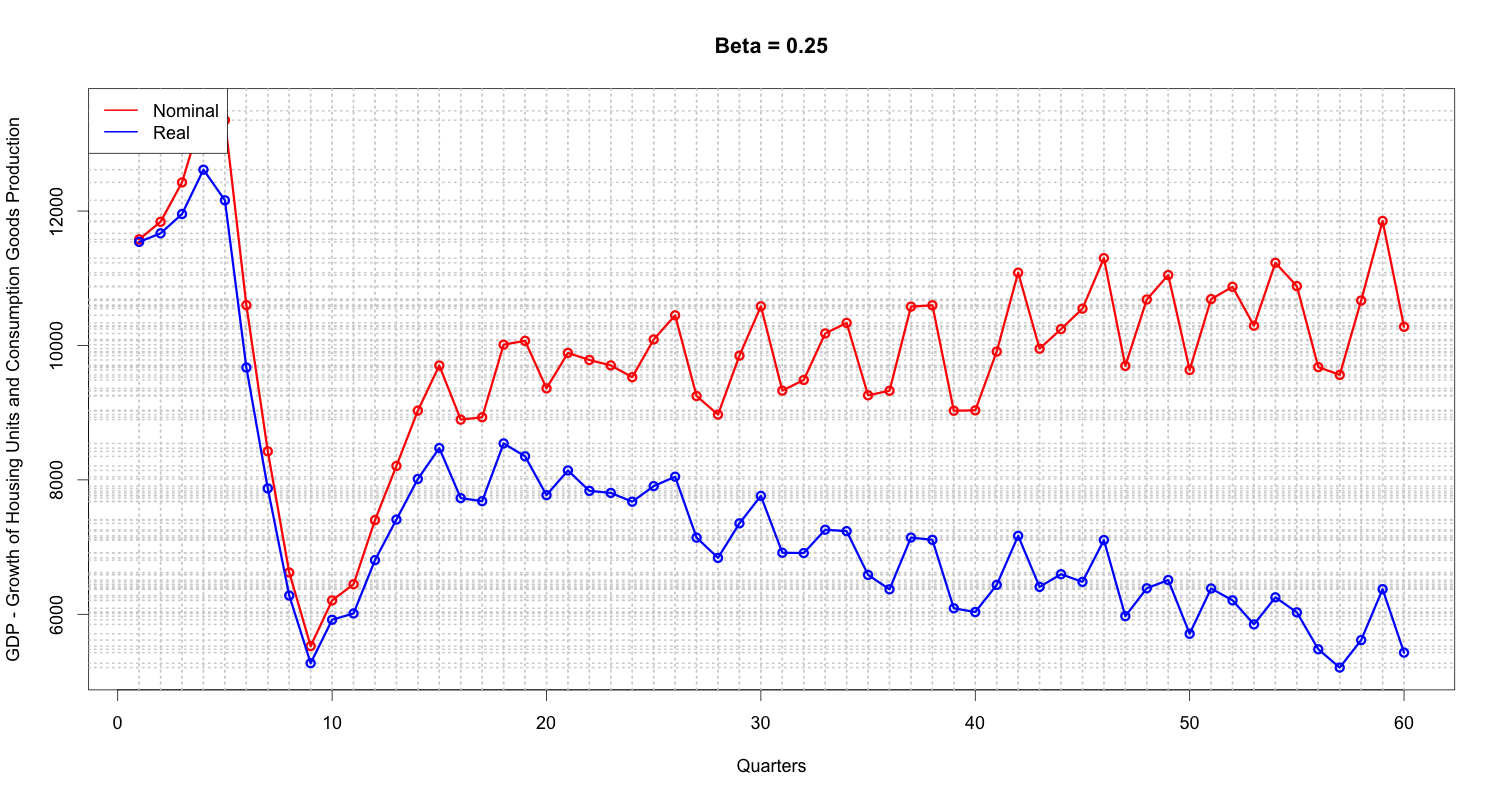 Beta = 0.25
Nominal
Real
GDP - Growth of Housing Units and Consumption Goods Production
12000
10000
8000
6000
0 10 20 30 40 50 60
Quarters